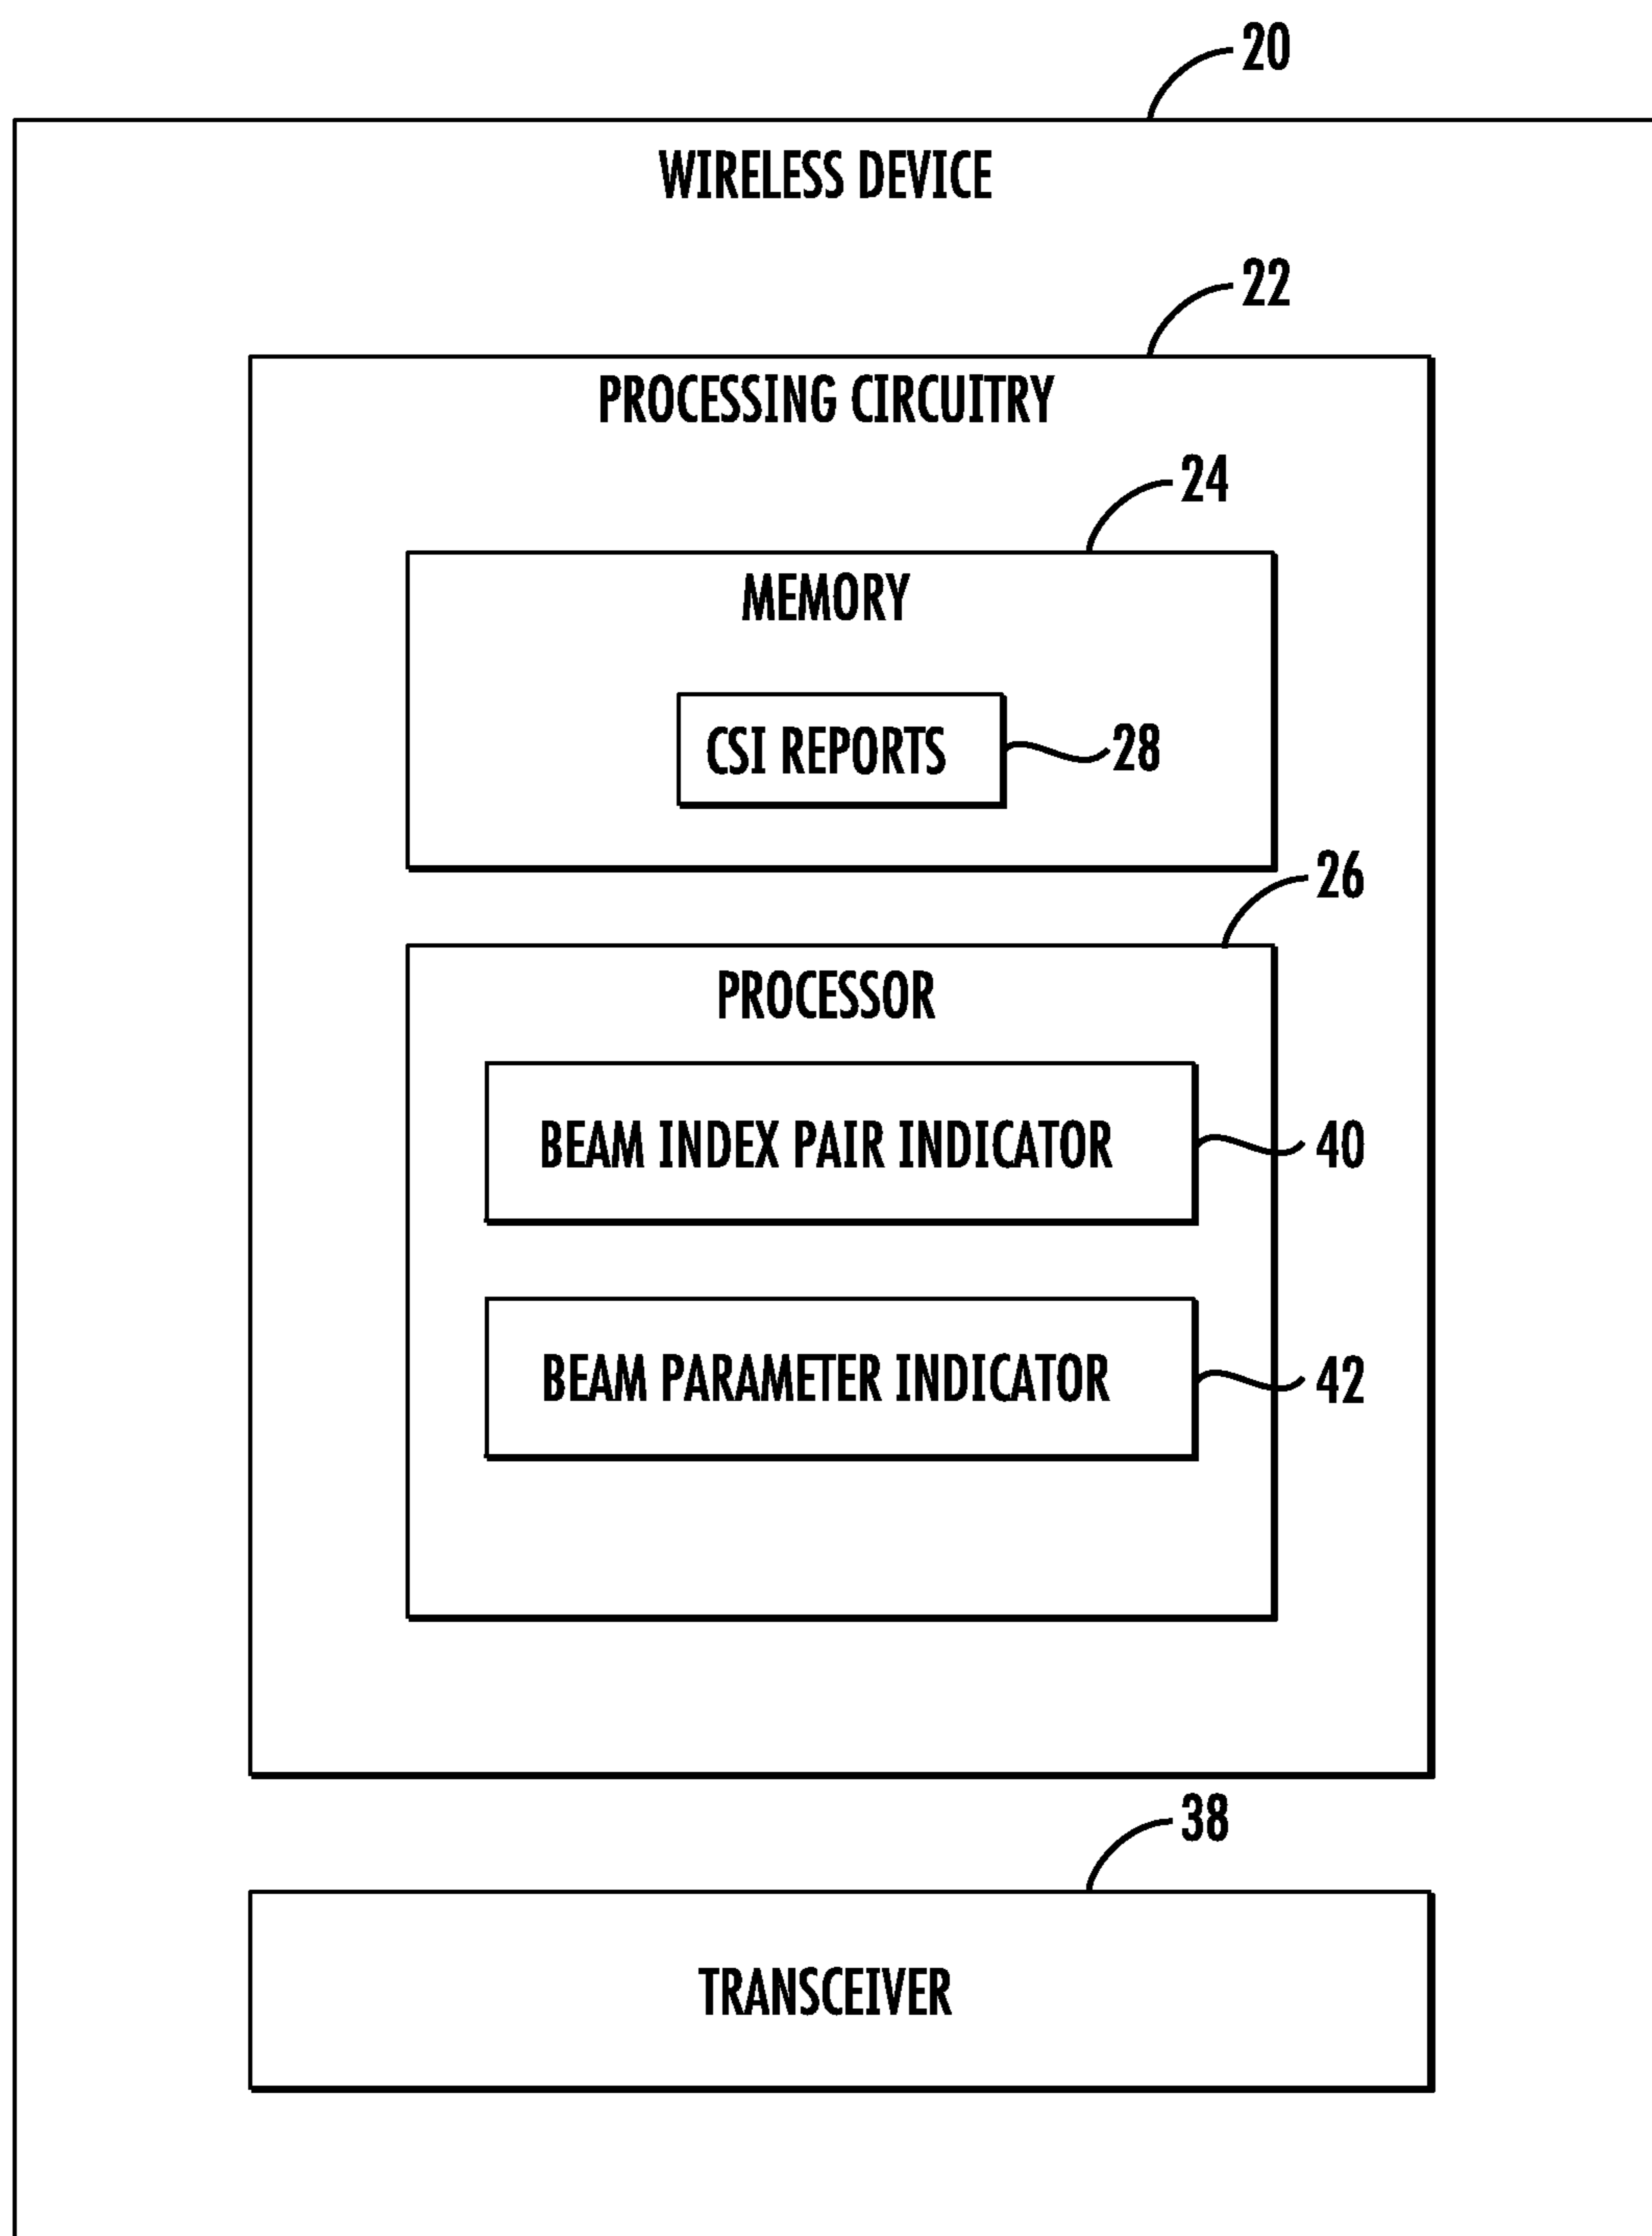 20
WIRELESS DEVICE
22
PROCESSING CIRCUITRY
24
MEMORY
CSI REPORTS
28
26
PROCESSOR
BEAM INDEX PAIR INDICATOR
40
BEAM PARAMETER INDICATOR
42
38
TRANSCEIVER